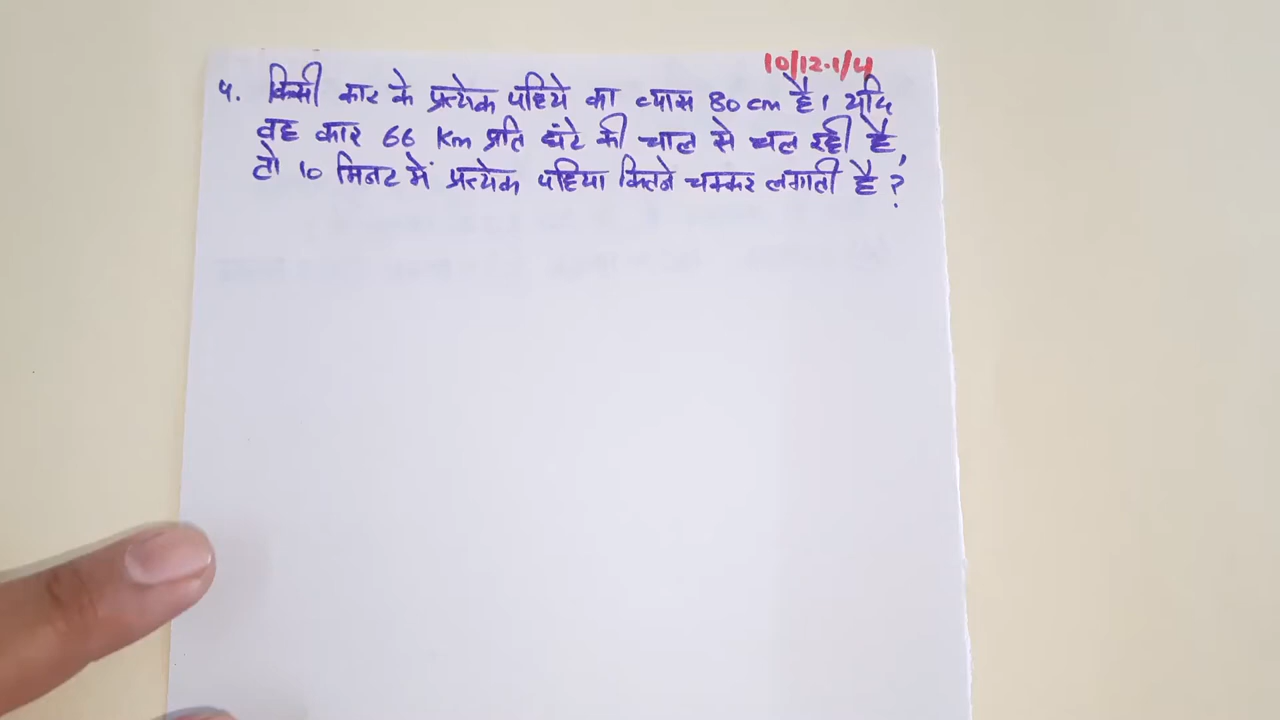 10/12.1/4
4. किसी कार के प्रत्येक पहिये का व्यास 80 cm है। यदि
वह कार 66 Km प्रति घंटे की चाल से चल रही है,
तो 10 मिनट में प्रत्येक पहिया कितने चक्कर लगाती है ?